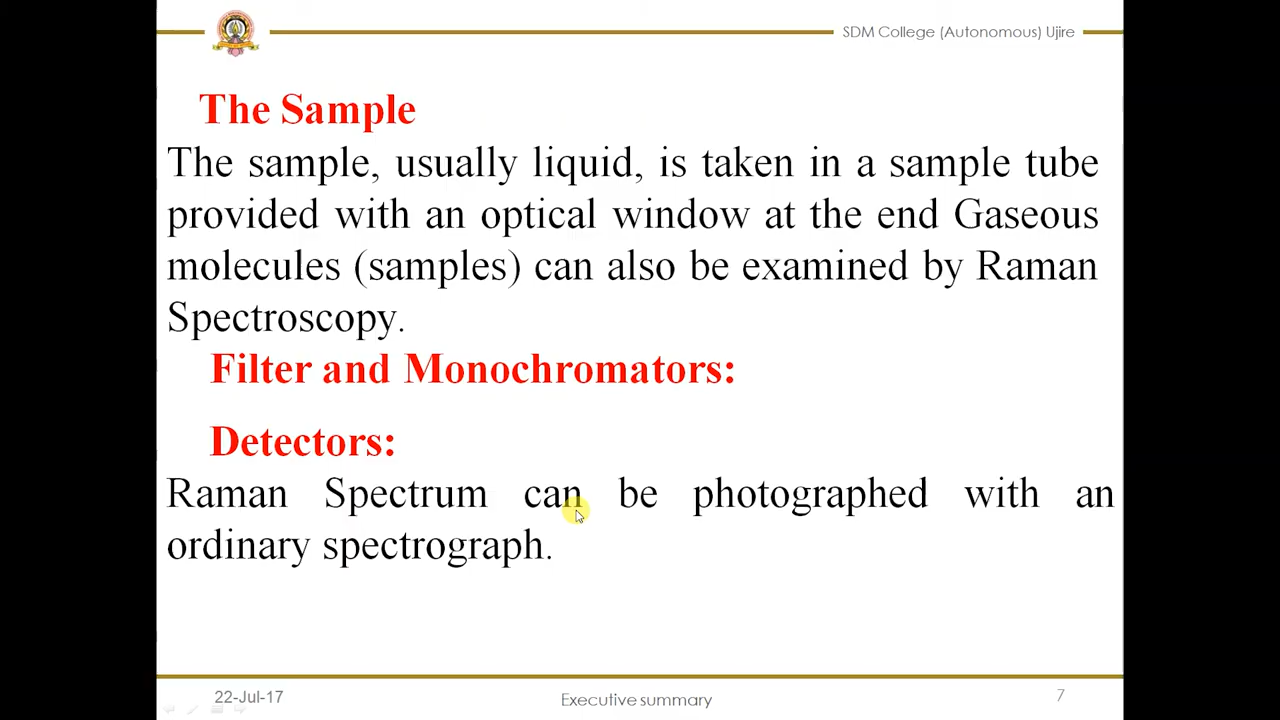 SDM College (Autonomous) Ujire
The Sample
The sample, usually liquid, is taken in a sample tube
provided with an optical window at the end Gaseous
molecules (samples) can also be examined by Raman
Spectroscopy.
Filter and Monochromators:
Detectors:
Raman Spectrum can be photographed with an
ordinary spectrograph.
22-Jul-17
Executive summary
7